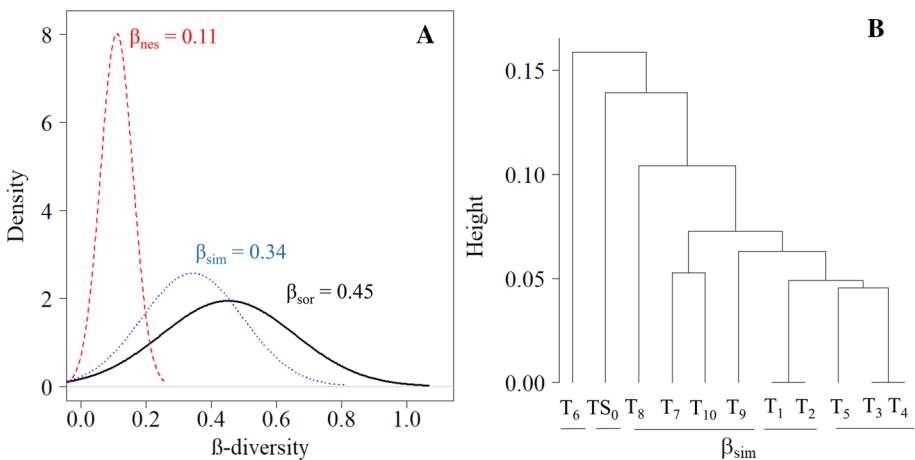 A
β_nes = 0.11
β_sim = 0.34
β_sor = 0.45
Density
8
6
4
2
0
0.0 0.2 0.4 0.6 0.8 1.0
ß-diversity
B
Height
0.15
0.10
0.05
0.00
T_6 TS_0 T_8 T_7 T_10 T_9 T_1 T_2 T_5 T_3 T_4
β_sim